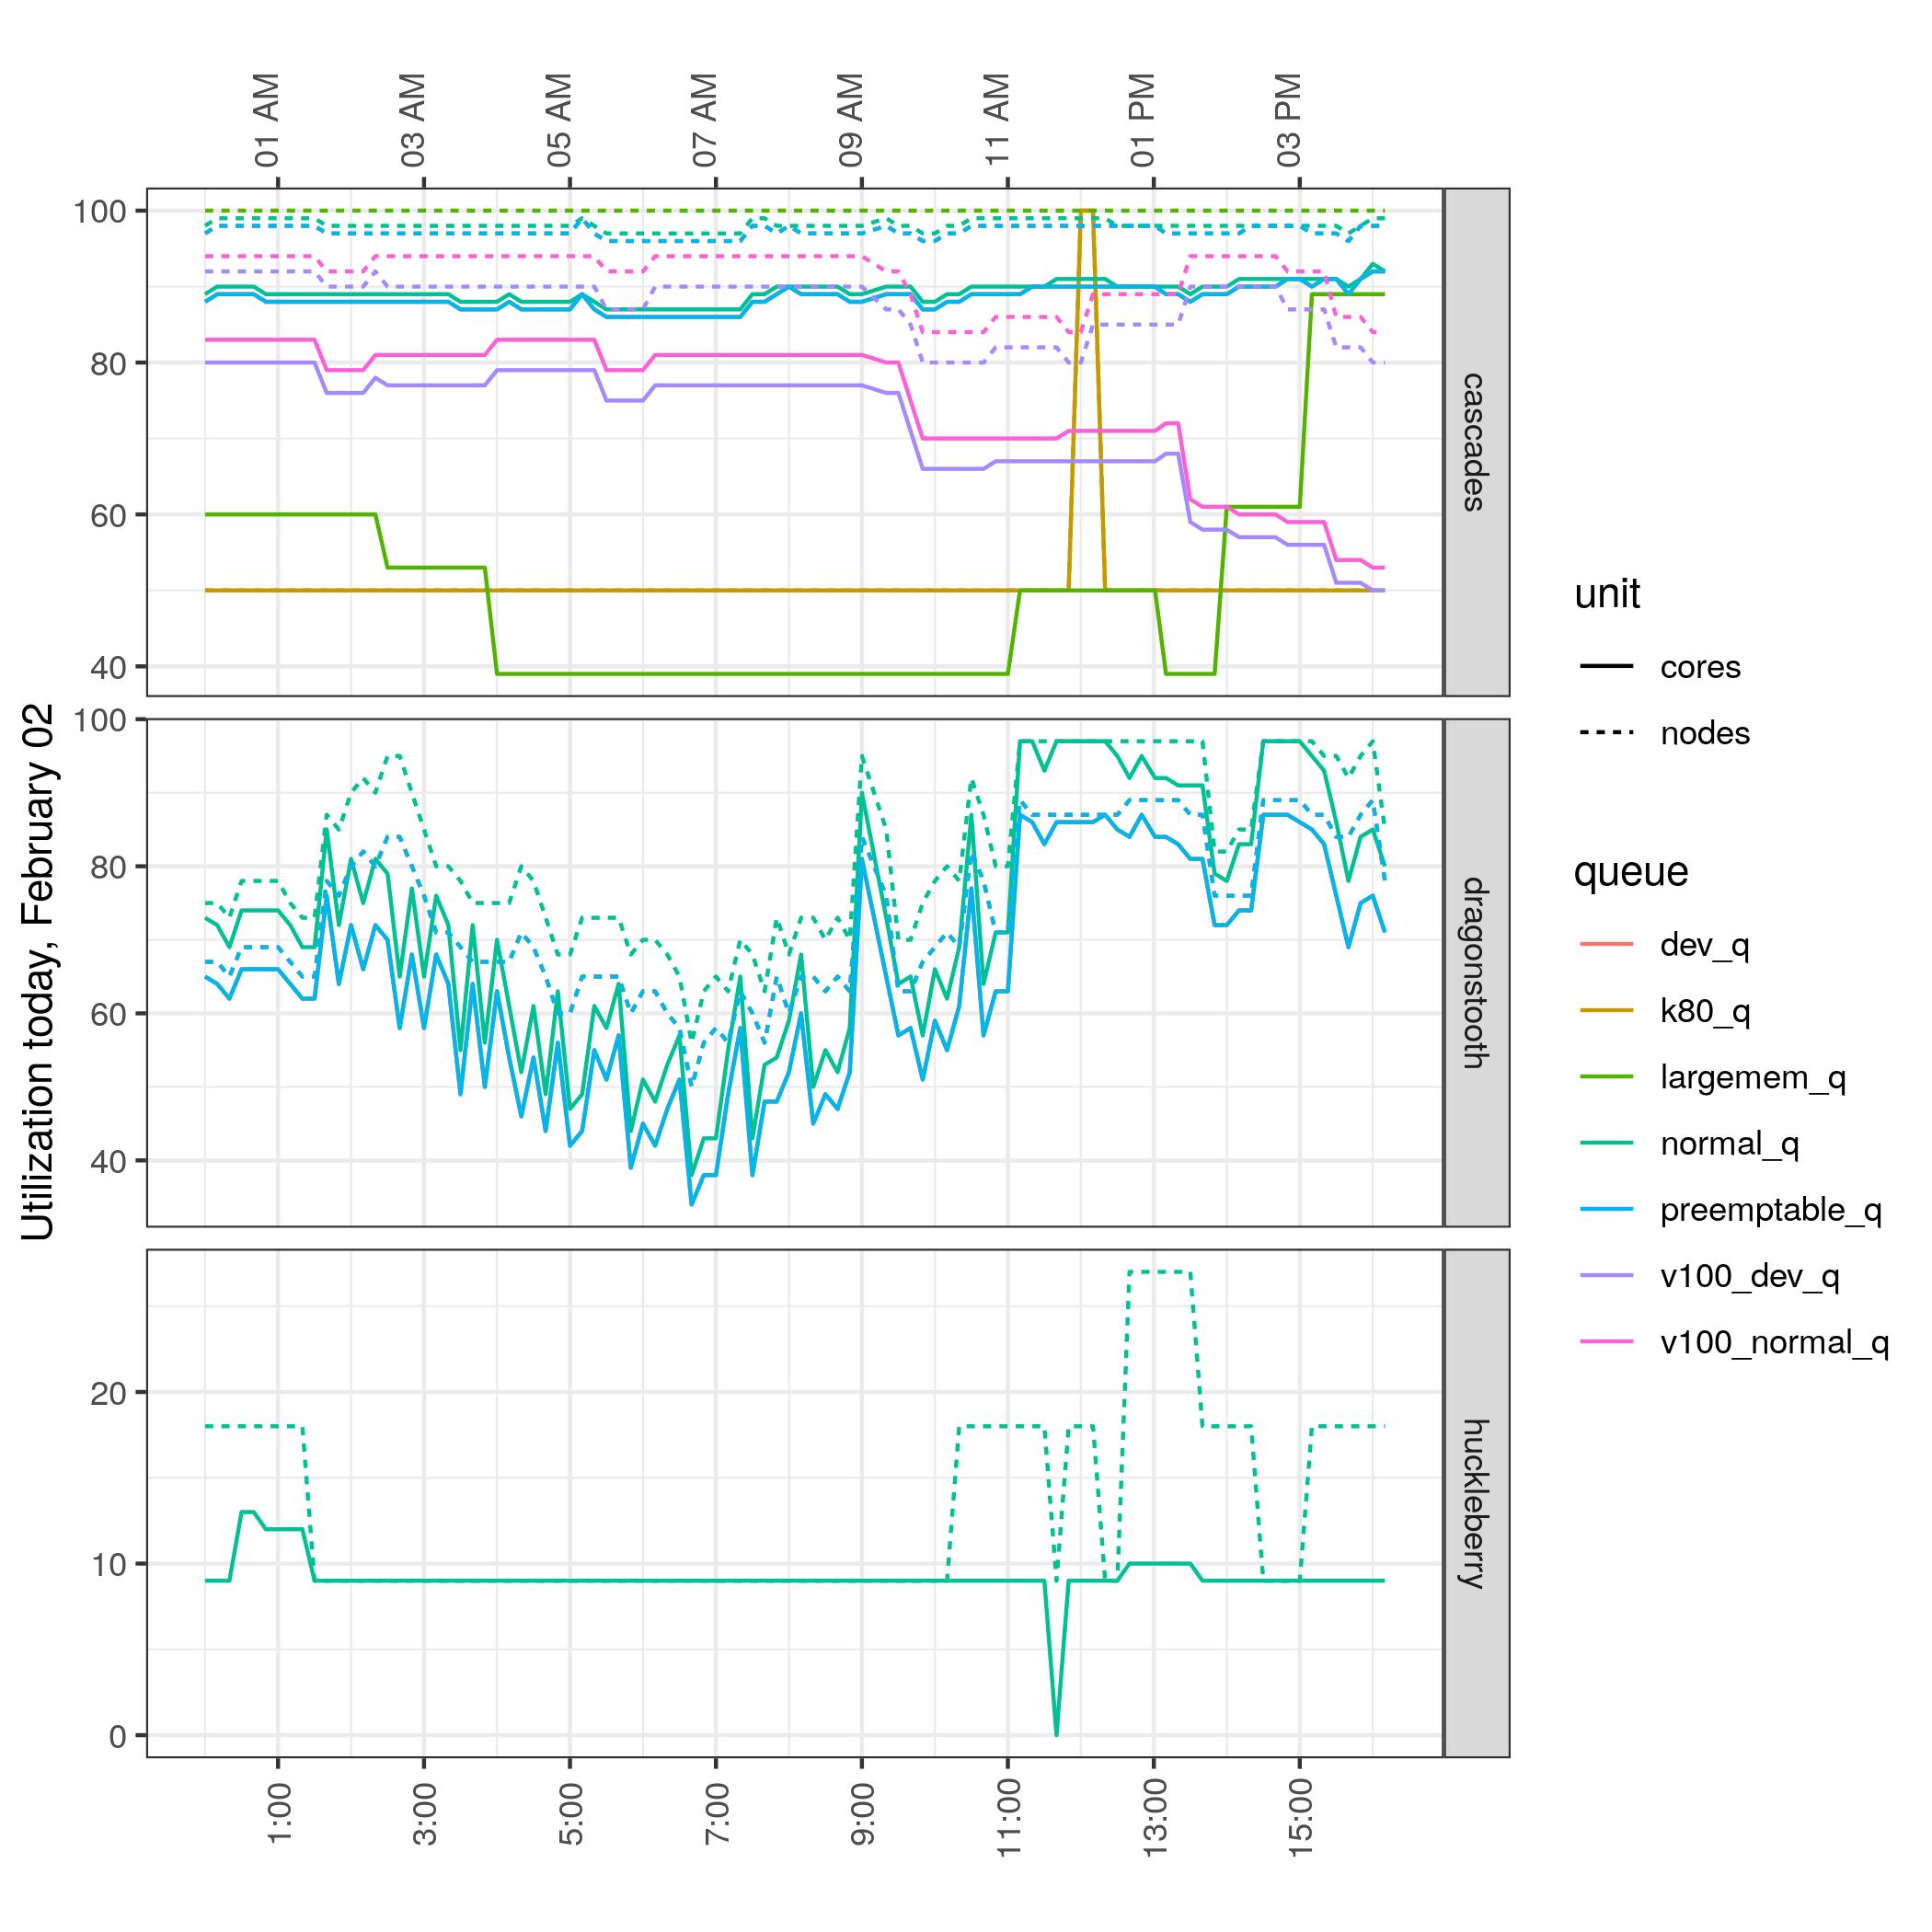 01 AM
03 AM
05 AM
07 AM
09 AM
11 AM
01 PM
03 PM
Utilization today, February 02
100
80
60
40
cascades
100
80
60
40
dragonstooth
20
10
0
huckleberry
1:00
3:00
5:00
7:00
9:00
11:00
13:00
15:00
unit
cores
nodes
queue
dev_q
k80_q
largemem_q
normal_q
preemptable_q
v100_dev_q
v100_normal_q